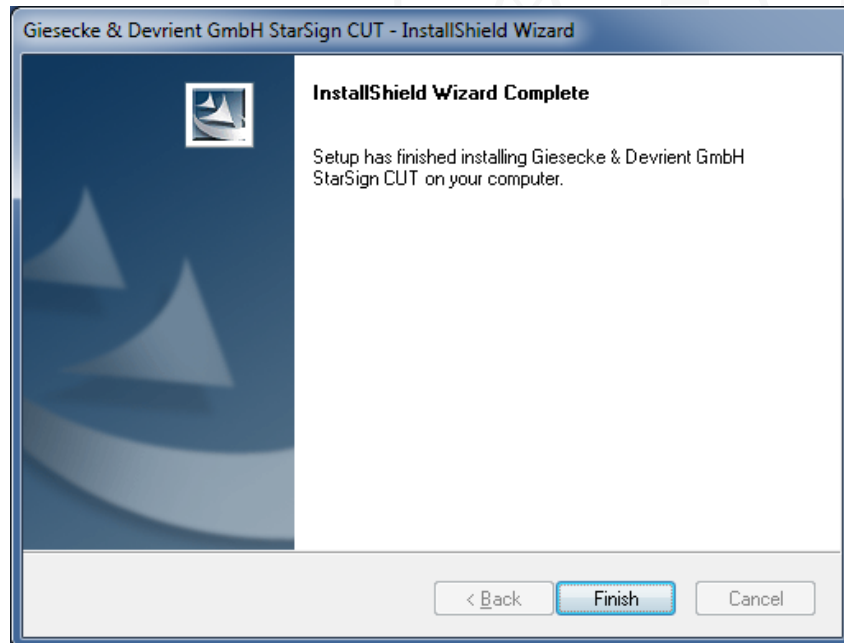 Giesecke & Devrient GmbH StarSign CUT - InstallShield Wizard
InstallShield Wizard Complete
Setup has finished installing Giesecke & Devrient GmbH
StarSign CUT on your computer.
< Back Finish Cancel